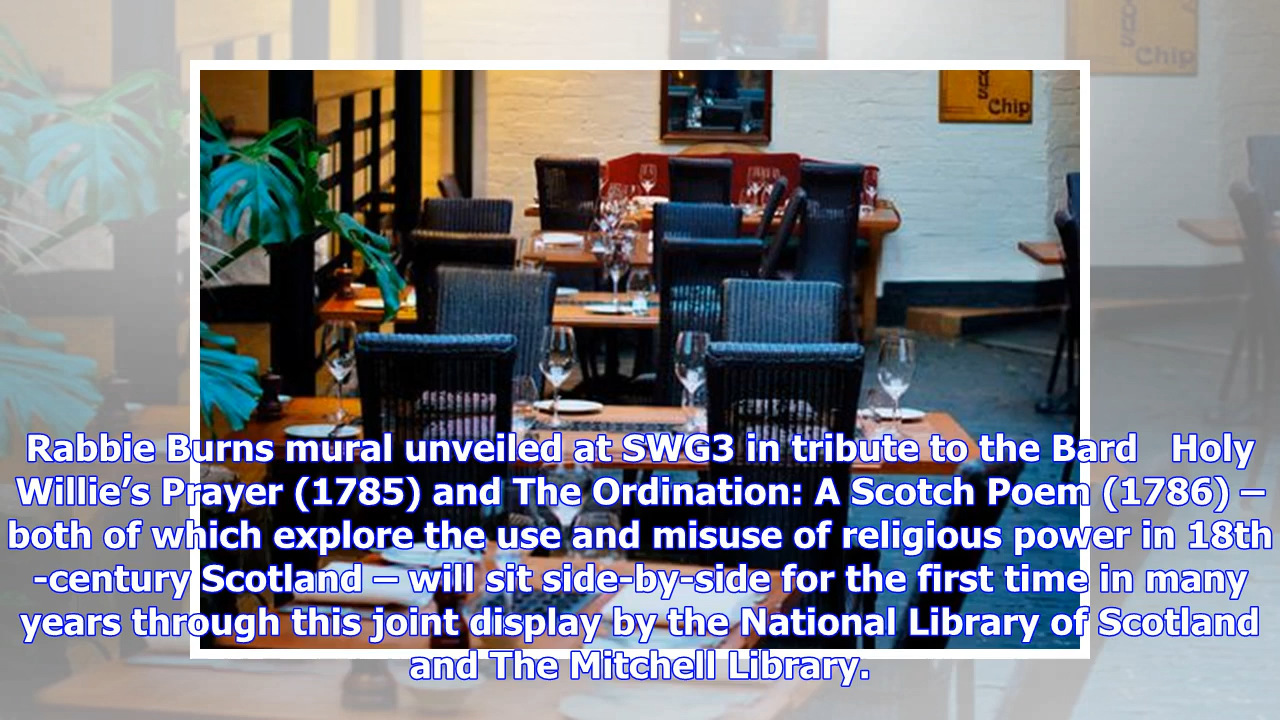 Chip
Chip
Rabbie Burns mural unveiled at SWG3 in tribute to the Bard   Holy
Willie’s Prayer (1785) and The Ordination: A Scotch Poem (1786) –
both of which explore the use and misuse of religious power in 18th
-century Scotland – will sit side-by-side for the first time in many
years through this joint display by the National Library of Scotland
and The Mitchell Library.